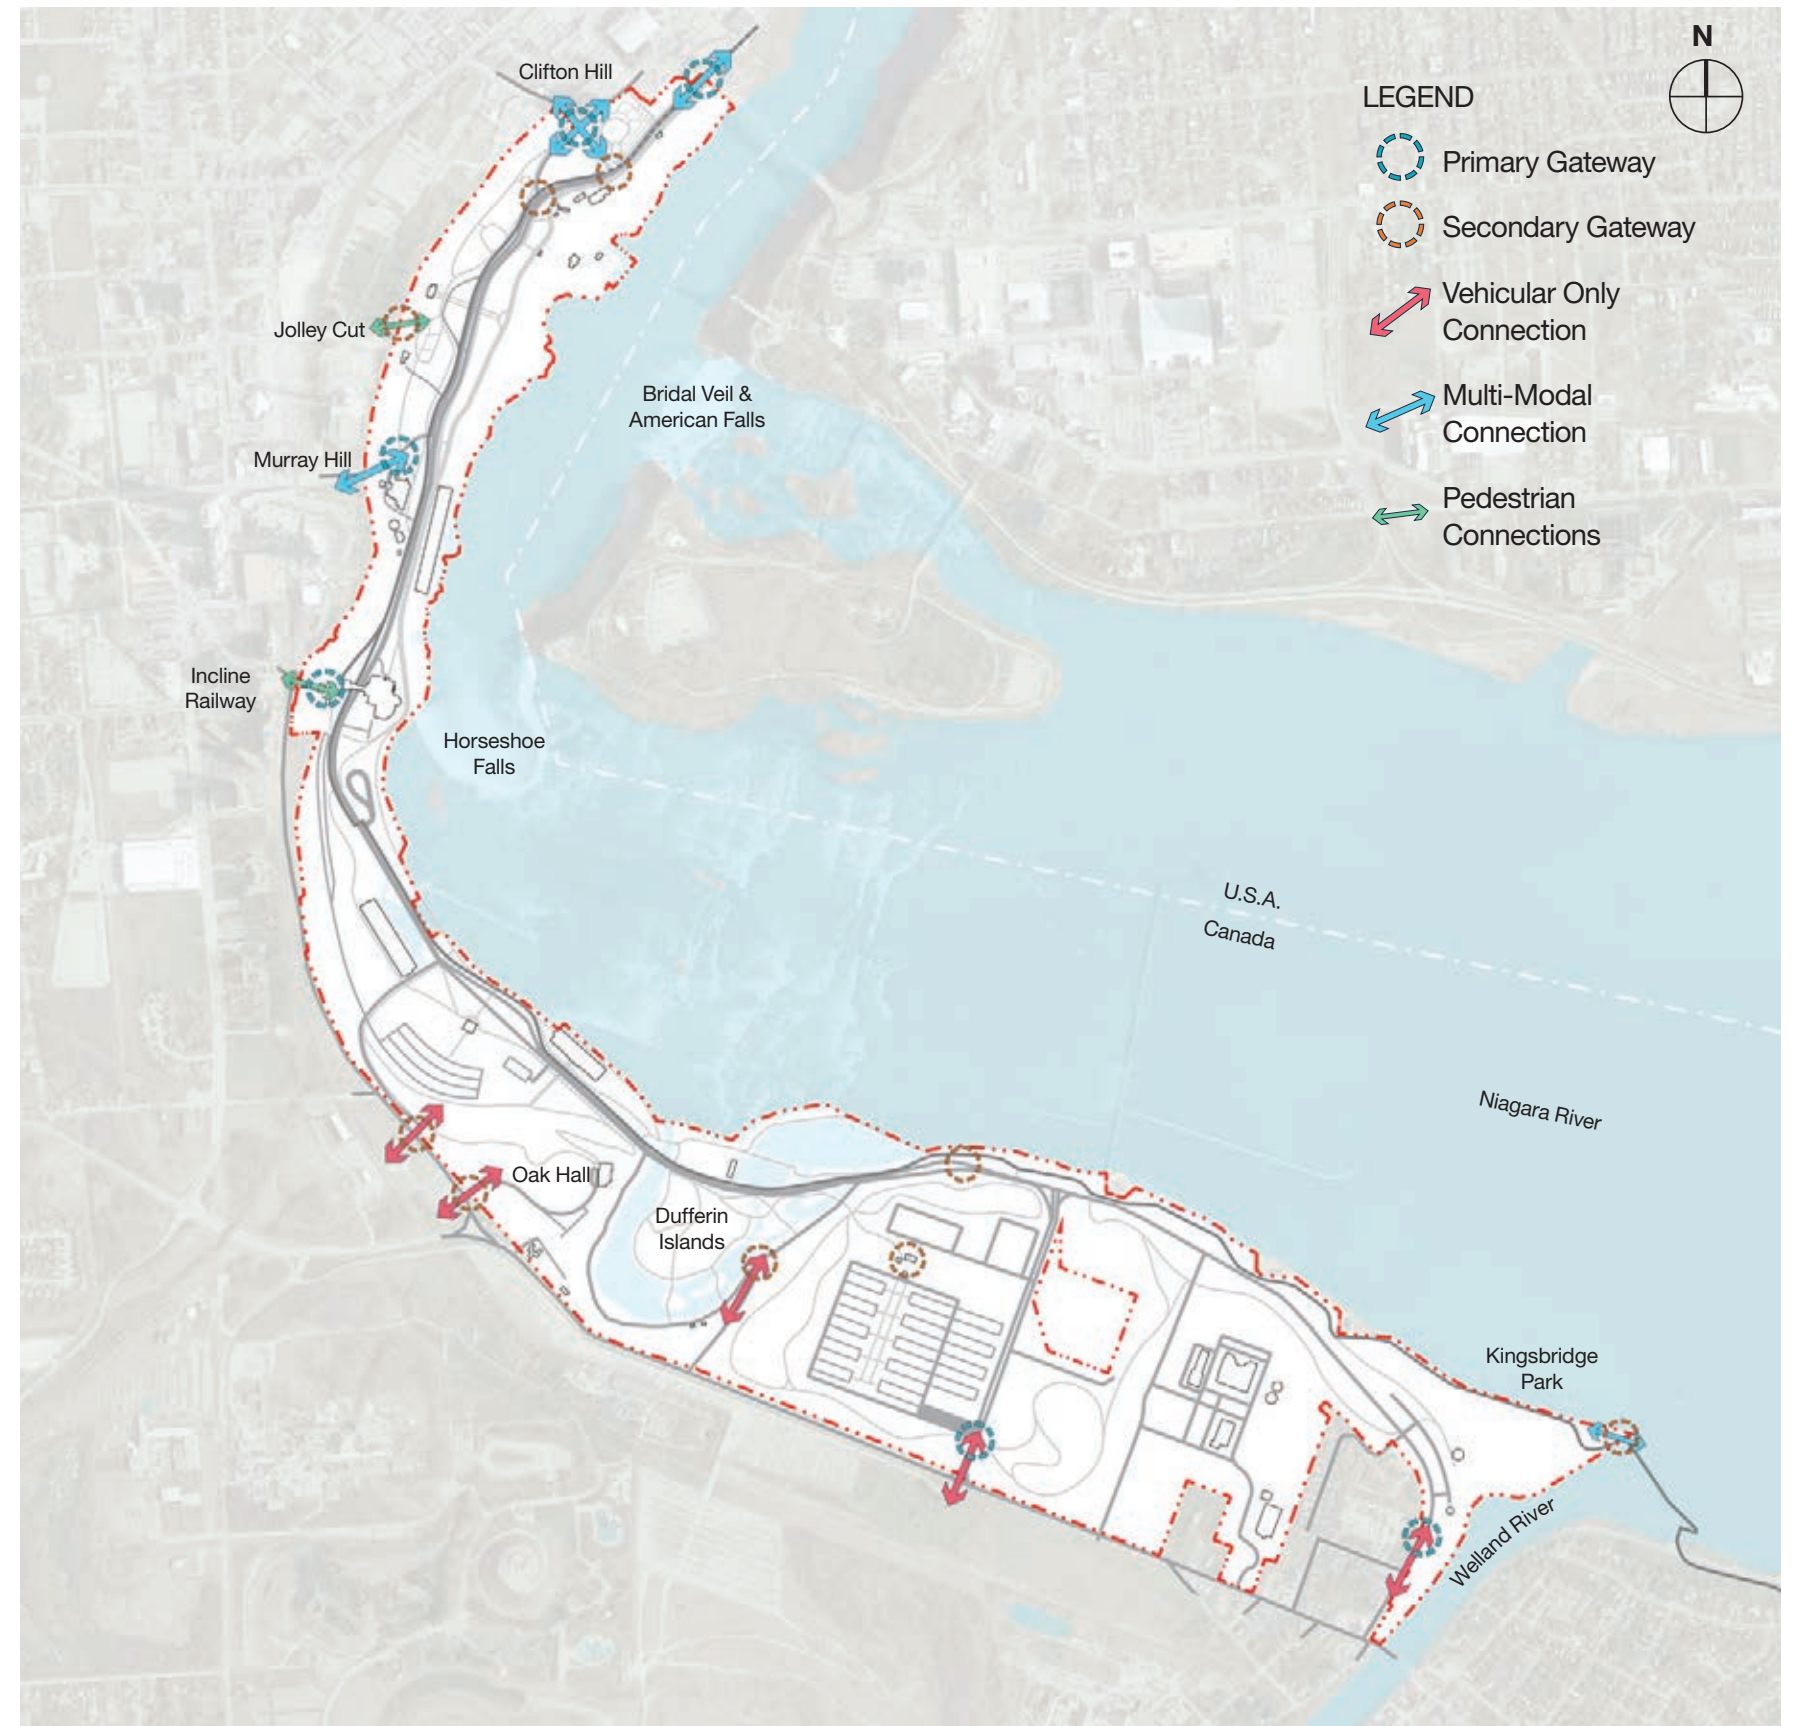 N
LEGEND
Primary Gateway
Secondary Gateway
Vehicular Only
Connection
Multi-Modal
Connection
Pedestrian
Connections
Clifton Hill
Jolley Cut
Bridal Veil &
American Falls
Murray Hill
Incline
Railway
Horseshoe
Falls
U.S.A.
Canada
Niagara River
Oak Hall
Dufferin
Islands
Kingsbridge
Park
Welland River